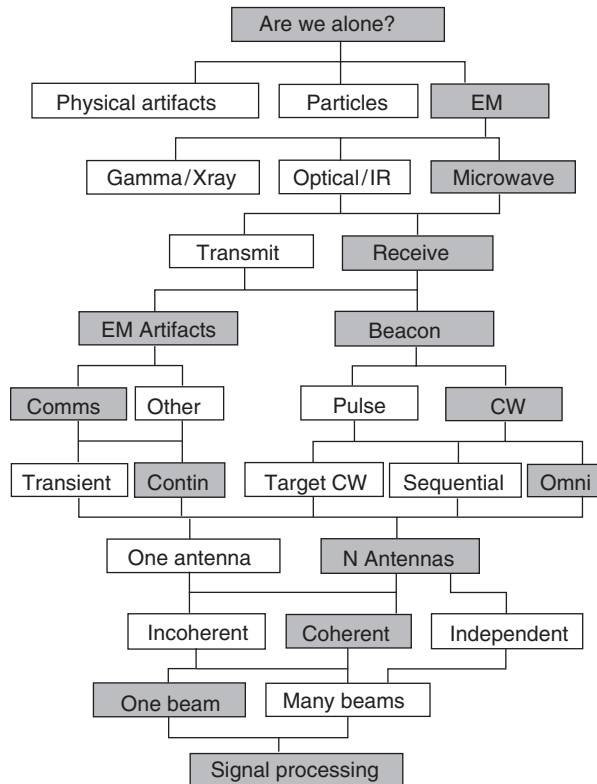 Are we alone?
Physical artifacts
Particles
EM
Gamma/Xray
Optical/IR
Microwave
Transmit
Receive
EM Artifacts
Beacon
Comms
Other
Pulse
CW
Transient
Contin
Target CW
Sequential
Omni
One antenna
N Antennas
Incoherent
Coherent
Independent
One beam
Many beams
Signal processing